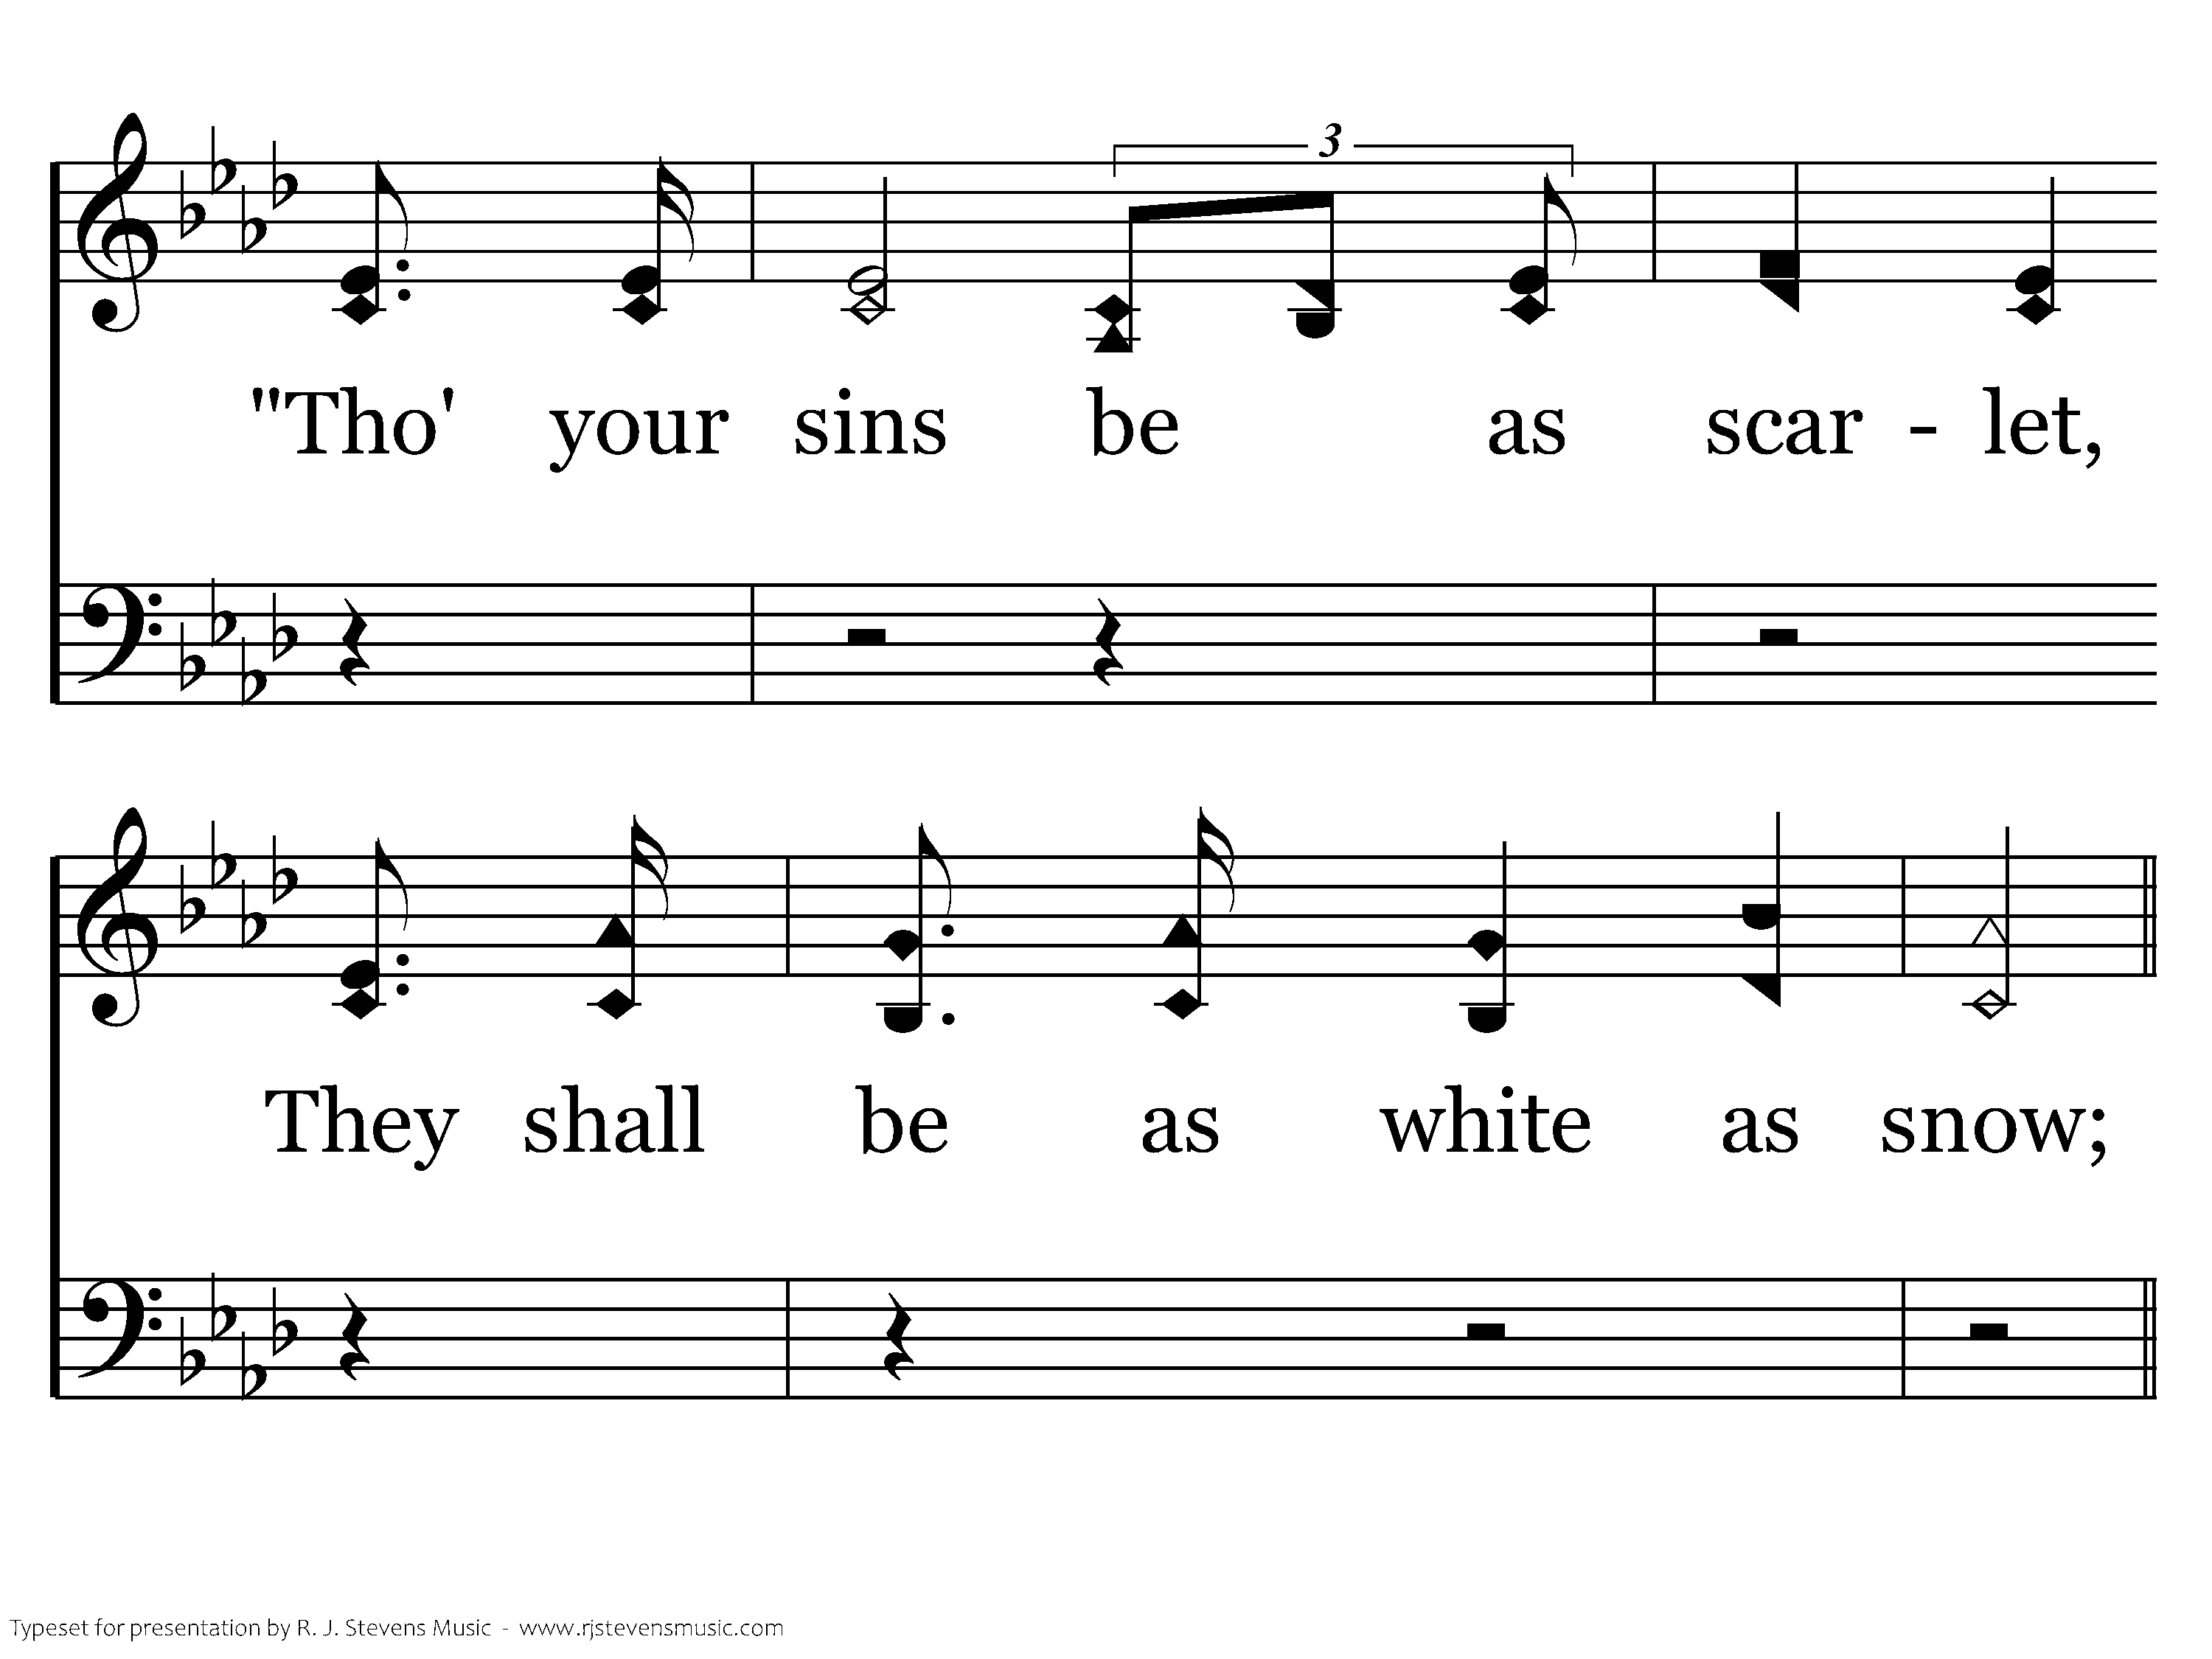 3
"Tho' your sins be as scar - let,
They shall be as white as snow;
Typeset for presentation by R. J. Stevens Music - www.rjstevensmusic.com